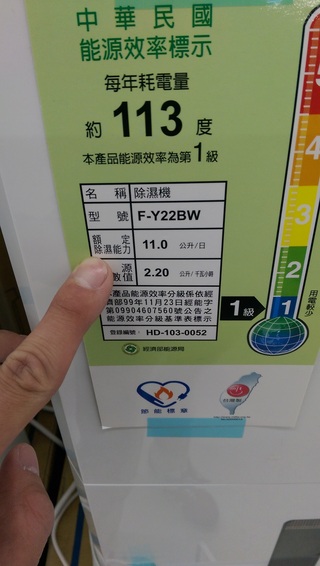 中華民國
能源效率標示
每年耗電量
約 113 度
本產品能源效率為第1級
名稱 除濕機
型號 F-Y22BW
額定
除濕能力 11.0 公升/日
源
數值 2.20 公升/千瓦小時
產品能源效率分級係依經
濟部99年11月23日經能字
第09904607560號公告之
能源效率分級基準表標示
登錄編號: HD-103-0052
經濟部能源局
5
4
3
2
1級 1
用電較少
節能標章
台灣製